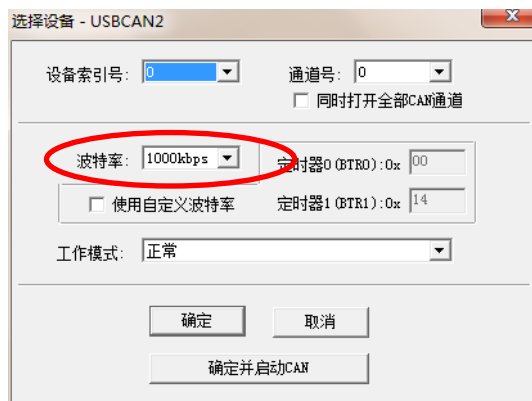 选择设备 - USBCAN2
设备索引号: 0 通道号: 0
同时打开全部CAN通道
波特率: 1000kbps 定时器0(BTR0):0x 00
使用自定义波特率 定时器1(BTR1):0x 14
工作模式: 正常
确定 取消
确定并启动CAN